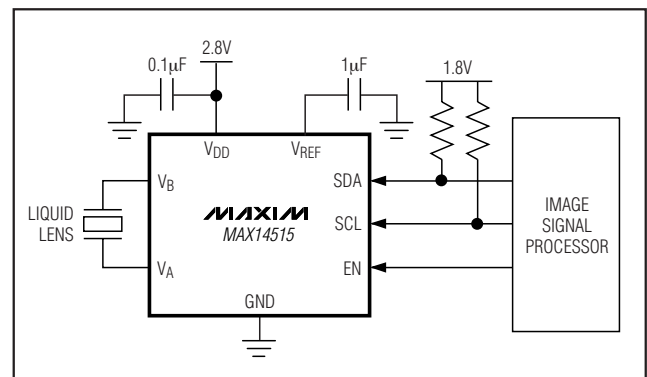 2.8V
0.1μF
1μF
1.8V
VDD
VREF
VB
SDA
LIQUID
LENS
MAXIM
MAX14515
SCL
IMAGE
SIGNAL
PROCESSOR
VA
EN
GND